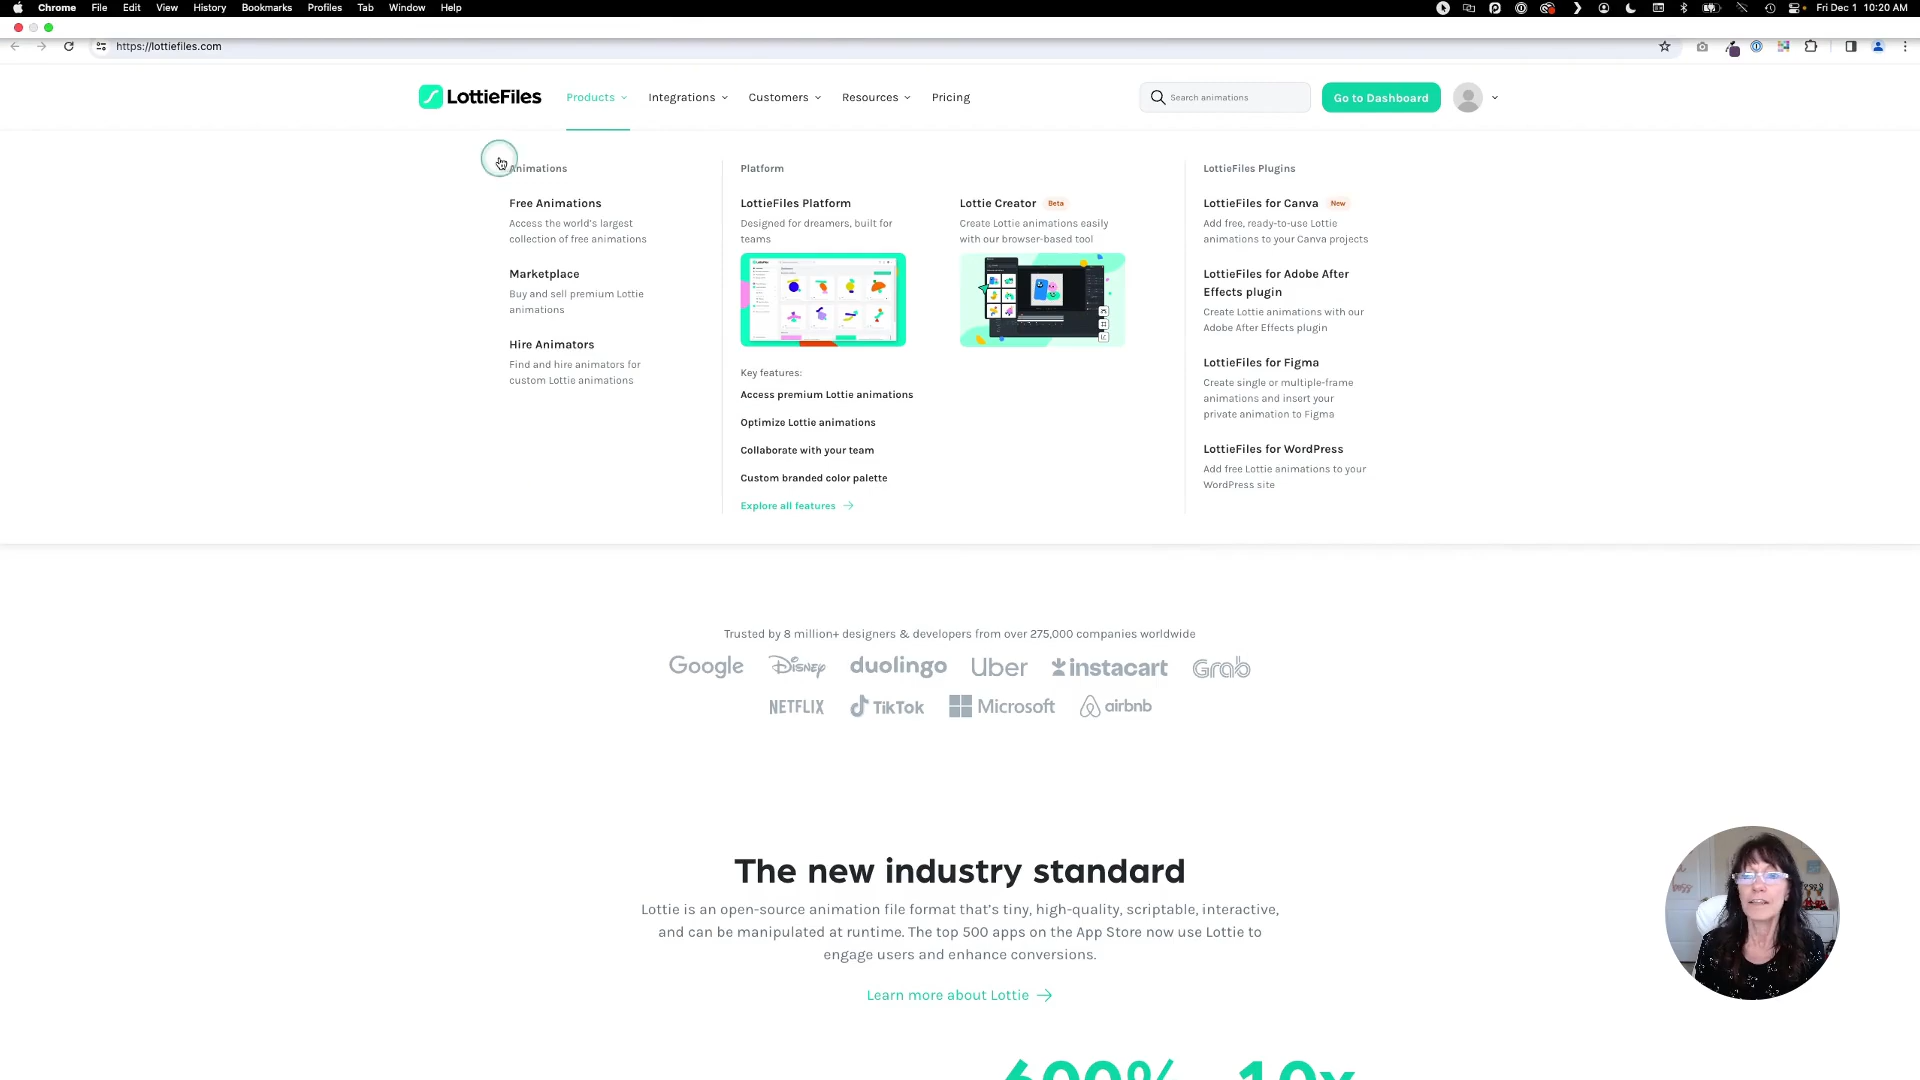 Chrome File Edit View History Bookmarks Profiles Tab Window Help Fri Dec 1 10:20 AM
https://lottiefiles.com
LottieFiles Products Integrations Customers Resources Pricing Search animations Go to Dashboard
Animations
Free Animations
Access the world's largest
collection of free animations
Marketplace
Buy and sell premium Lottie
animations
Hire Animators
Find and hire animators for
custom Lottie animations
Platform
LottieFiles Platform
Designed for dreamers, built for
teams
Key features:
Access premium Lottie animations
Optimize Lottie animations
Collaborate with your team
Custom branded color palette
Explore all features
Lottie Creator Beta
Create Lottie animations easily
with our browser-based tool
LottieFiles Plugins
LottieFiles for Canva New
Add free, ready-to-use Lottie
animations to your Canva projects
LottieFiles for Adobe After
Effects plugin
Create Lottie animations with our
Adobe After Effects plugin
LottieFiles for Figma
Create single or multiple-frame
animations and insert your
private animation to Figma
LottieFiles for WordPress
Add free Lottie animations to your
WordPress site
Trusted by 8 million+ designers & developers from over 275,000 companies worldwide
Google Disney duolingo Uber instacart Grab
NETFLIX TikTok Microsoft airbnb
The new industry standard
Lottie is an open-source animation file format that's tiny, high-quality, scriptable, interactive,
and can be manipulated at runtime. The top 500 apps on the App Store now use Lottie to
engage users and enhance conversions.
Learn more about Lottie
600% 10x